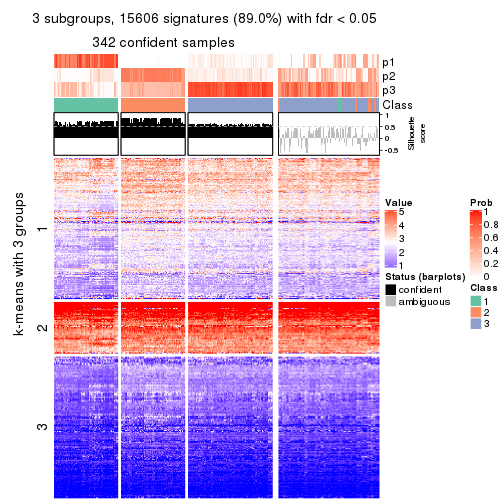 3 subgroups, 15606 signatures (89.0%) with fdr < 0.05
342 confident samples
p1
p2
p3
Class
1
0.5
0
-0.5
Silhouette
score
k-means with 3 groups
1
2
3
Value
5
4
3
2
1
Status (barplots)
confident
ambiguous
Prob
1
0.8
0.6
0.4
0.2
0
Class
1
2
3